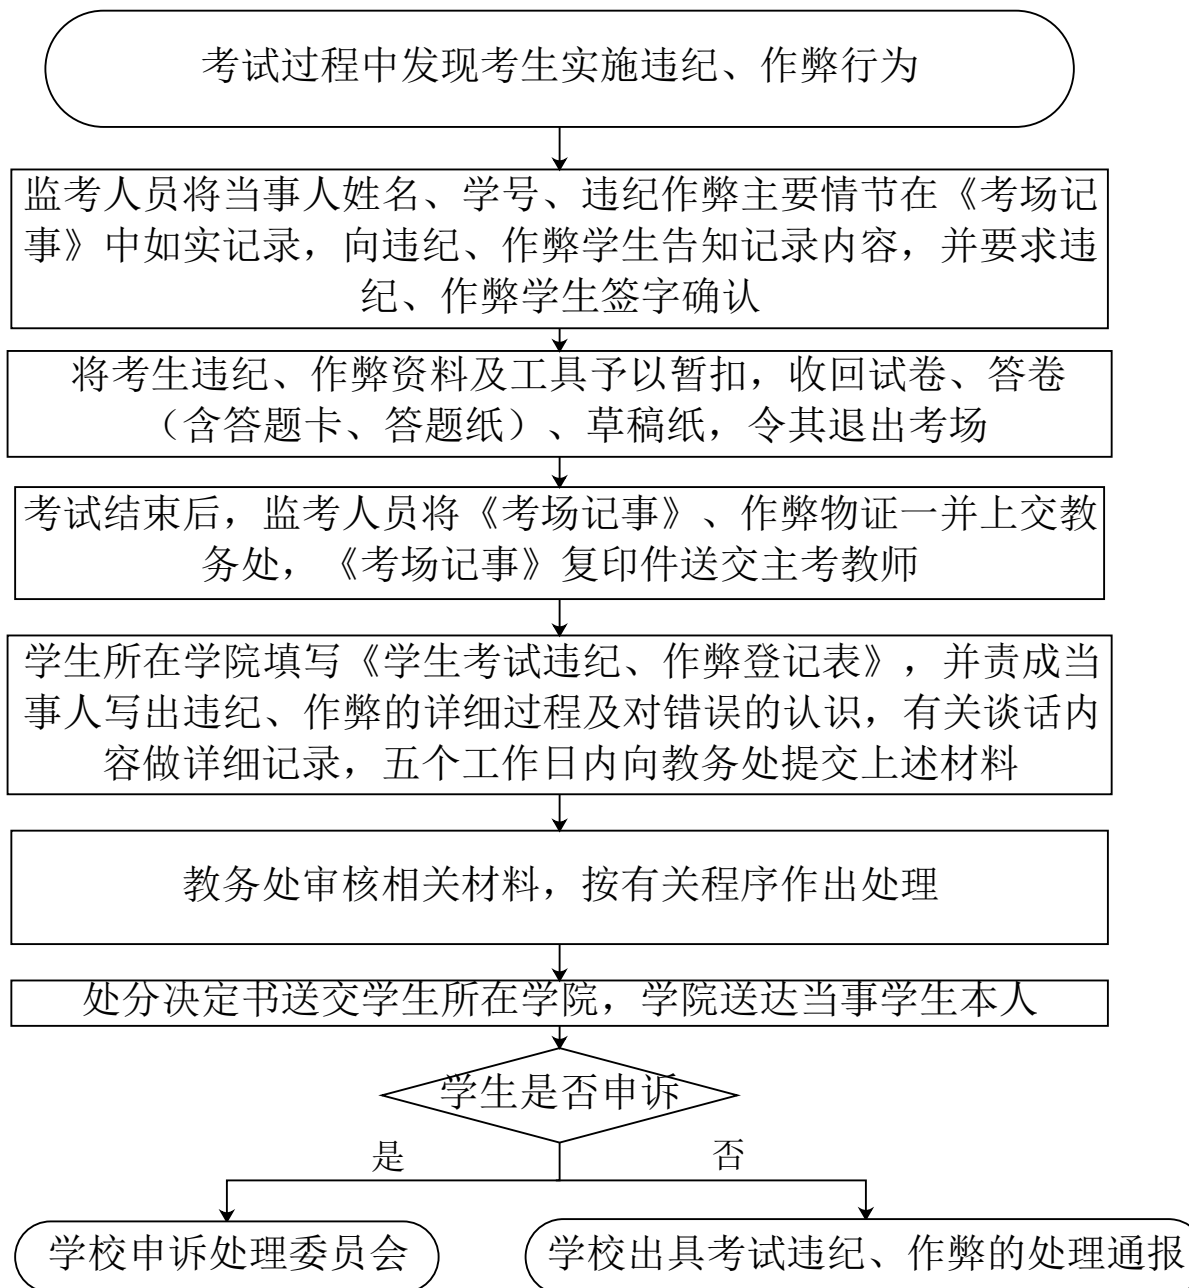 考试过程中发现考生实施违纪、作弊行为
监考人员将当事人姓名、学号、违纪作弊主要情节在《考场记
事》中如实记录，向违纪、作弊学生告知记录内容，并要求违
纪、作弊学生签字确认
将考生违纪、作弊资料及工具予以暂扣，收回试卷、答卷
（含答题卡、答题纸）、草稿纸，令其退出考场
考试结束后，监考人员将《考场记事》、作弊物证一并上交教
务处，《考场记事》复印件送交主考教师
学生所在学院填写《学生考试违纪、作弊登记表》，并责成当
事人写出违纪、作弊的详细过程及对错误的认识，有关谈话内
容做详细记录，五个工作日内向教务处提交上述材料
教务处审核相关材料，按有关程序作出处理
处分决定书送交学生所在学院，学院送达当事学生本人
学生是否申诉
是
否
学校申诉处理委员会
学校出具考试违纪、作弊的处理通报